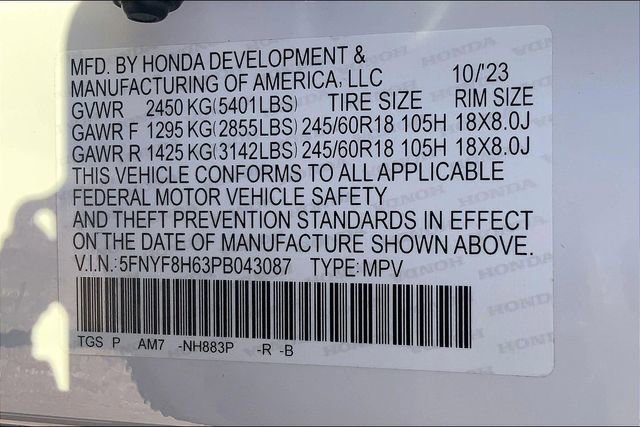 MFD. BY HONDA DEVELOPMENT &
MANUFACTURING OF AMERICA, LLC 10/'23
GVWR 2450 KG(5401LBS) TIRE SIZE RIM SIZE
GAWR F 1295 KG(2855LBS) 245/60R18 105H 18X8.0J
GAWR R 1425 KG(3142LBS) 245/60R18 105H 18X8.0J
THIS VEHICLE CONFORMS TO ALL APPLICABLE
FEDERAL MOTOR VEHICLE SAFETY
AND THEFT PREVENTION STANDARDS IN EFFECT
ON THE DATE OF MANUFACTURE SHOWN ABOVE.
V.I.N.:5FNYF8H63PB043087 TYPE:MPV
TGS P AM7 -NH883P -R -B